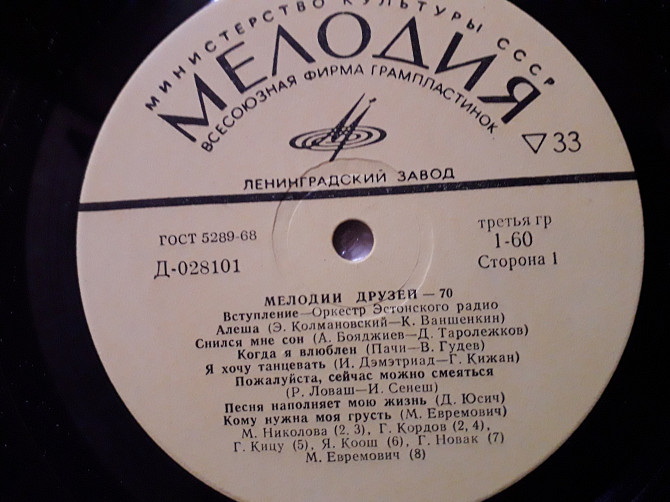 МИНИСТЕРСТВО КУЛЬТУРЫ СССР
МЕЛОДИЯ
ВСЕСОЮЗНАЯ ФИРМА ГРАМПЛАСТИНОК
33
ЛЕНИНГРАДСКИЙ ЗАВОД
ГОСТ 5289-68
третья гр
Д-028101
1-60
Сторона 1
МЕЛОДИИ ДРУЗЕЙ — 70
Вступление—Оркестр Эстонского радио
Алеша (Э. Колмановский—К. Ваншенкин)
Снился мне сон (А. Бояджиев—Д. Таролежков)
Когда я влюблен (Пачи—В. Гудев)
Я хочу танцевать (И. Дэмэтриад—Г. Кижан)
Пожалуйста, сейчас можно смеяться
(Р. Ловаш—И. Сенеш)
Песня наполняет мою жизнь (Д. Юсич)
Кому нужна моя грусть (М. Евремович)
М. Николова (2, 3), Г. Кордов (2, 4),
Г. Кицу (5), Я. Коош (6), Г. Новак (7)
М. Евремович (8)